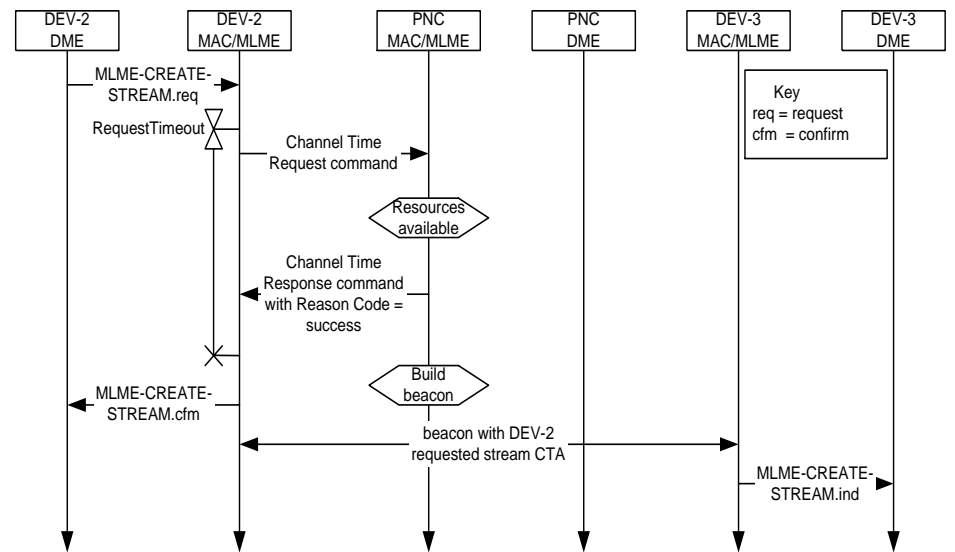 DEV-2
DME
DEV-2
MAC/MLME
PNC
MAC/MLME
PNC
DME
DEV-3
MAC/MLME
DEV-3
DME
MLME-CREATE-
STREAM.req
Key
req = request
cfm = confirm
RequestTimeout
Channel Time
Request command
Resources
available
Channel Time
Response command
with Reason Code =
success
Build
beacon
MLME-CREATE-
STREAM.cfm
beacon with DEV-2
requested stream CTA
MLME-CREATE-
STREAM.ind